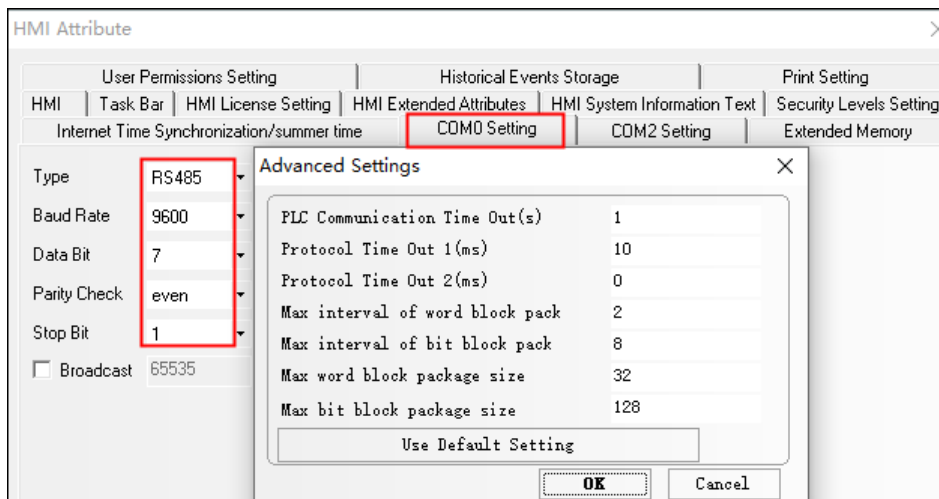 HMI Attribute
User Permissions Setting Historical Events Storage Print Setting
HMI Task Bar HMI License Setting HMI Extended Attributes HMI System Information Text Security Levels Setting
Internet Time Synchronization/summer time COM0 Setting COM2 Setting Extended Memory
Type RS485
Baud Rate 9600
Data Bit 7
Parity Check even
Stop Bit 1
Broadcast 65535
Advanced Settings
PLC Communication Time Out(s) 1
Protocol Time Out 1(ms) 10
Protocol Time Out 2(ms) 0
Max interval of word block pack 2
Max interval of bit block pack 8
Max word block package size 32
Max bit block package size 128
Use Default Setting
OK Cancel